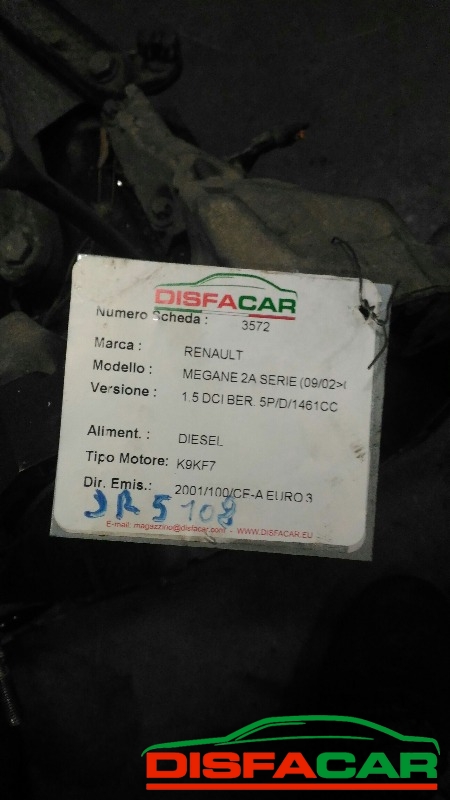 DISFACAR
Numero Scheda : 3572
Marca : RENAULT
Modello : MEGANE 2A SERIE (09/02>I
Versione : 1.5 DCI BER. 5P/D/1461CC
Aliment. : DIESEL
Tipo Motore: K9KF7
Dir. Emis.: 2001/100/CE-A EURO 3
JR5 108
E-mail: magazzino@disfacar.com - WWW.DISFACAR.EU
DISFACAR